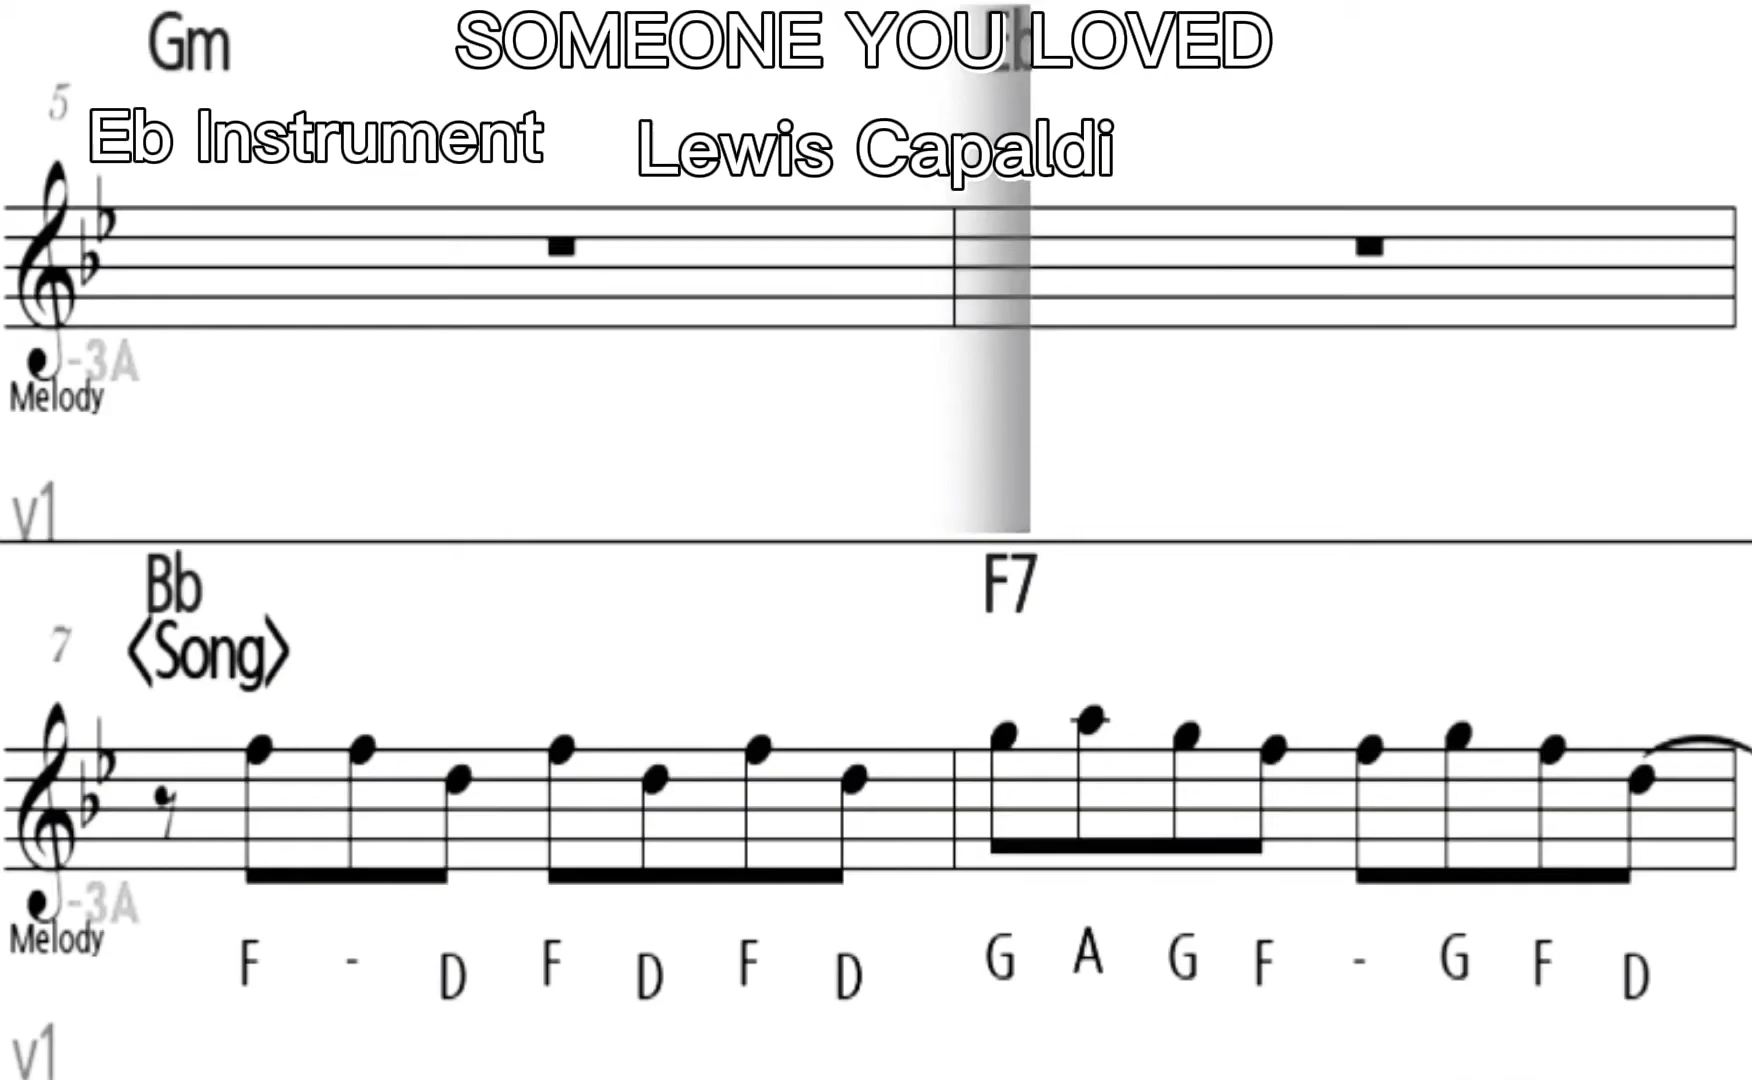 Gm SOMEONE YOU LOVED Eb
5
Eb Instrument Lewis Capaldi
-3A
Melody
v1
Bb F7
7 <Song>
-3A
Melody
F - D F D F D G A G F - G F D
v1